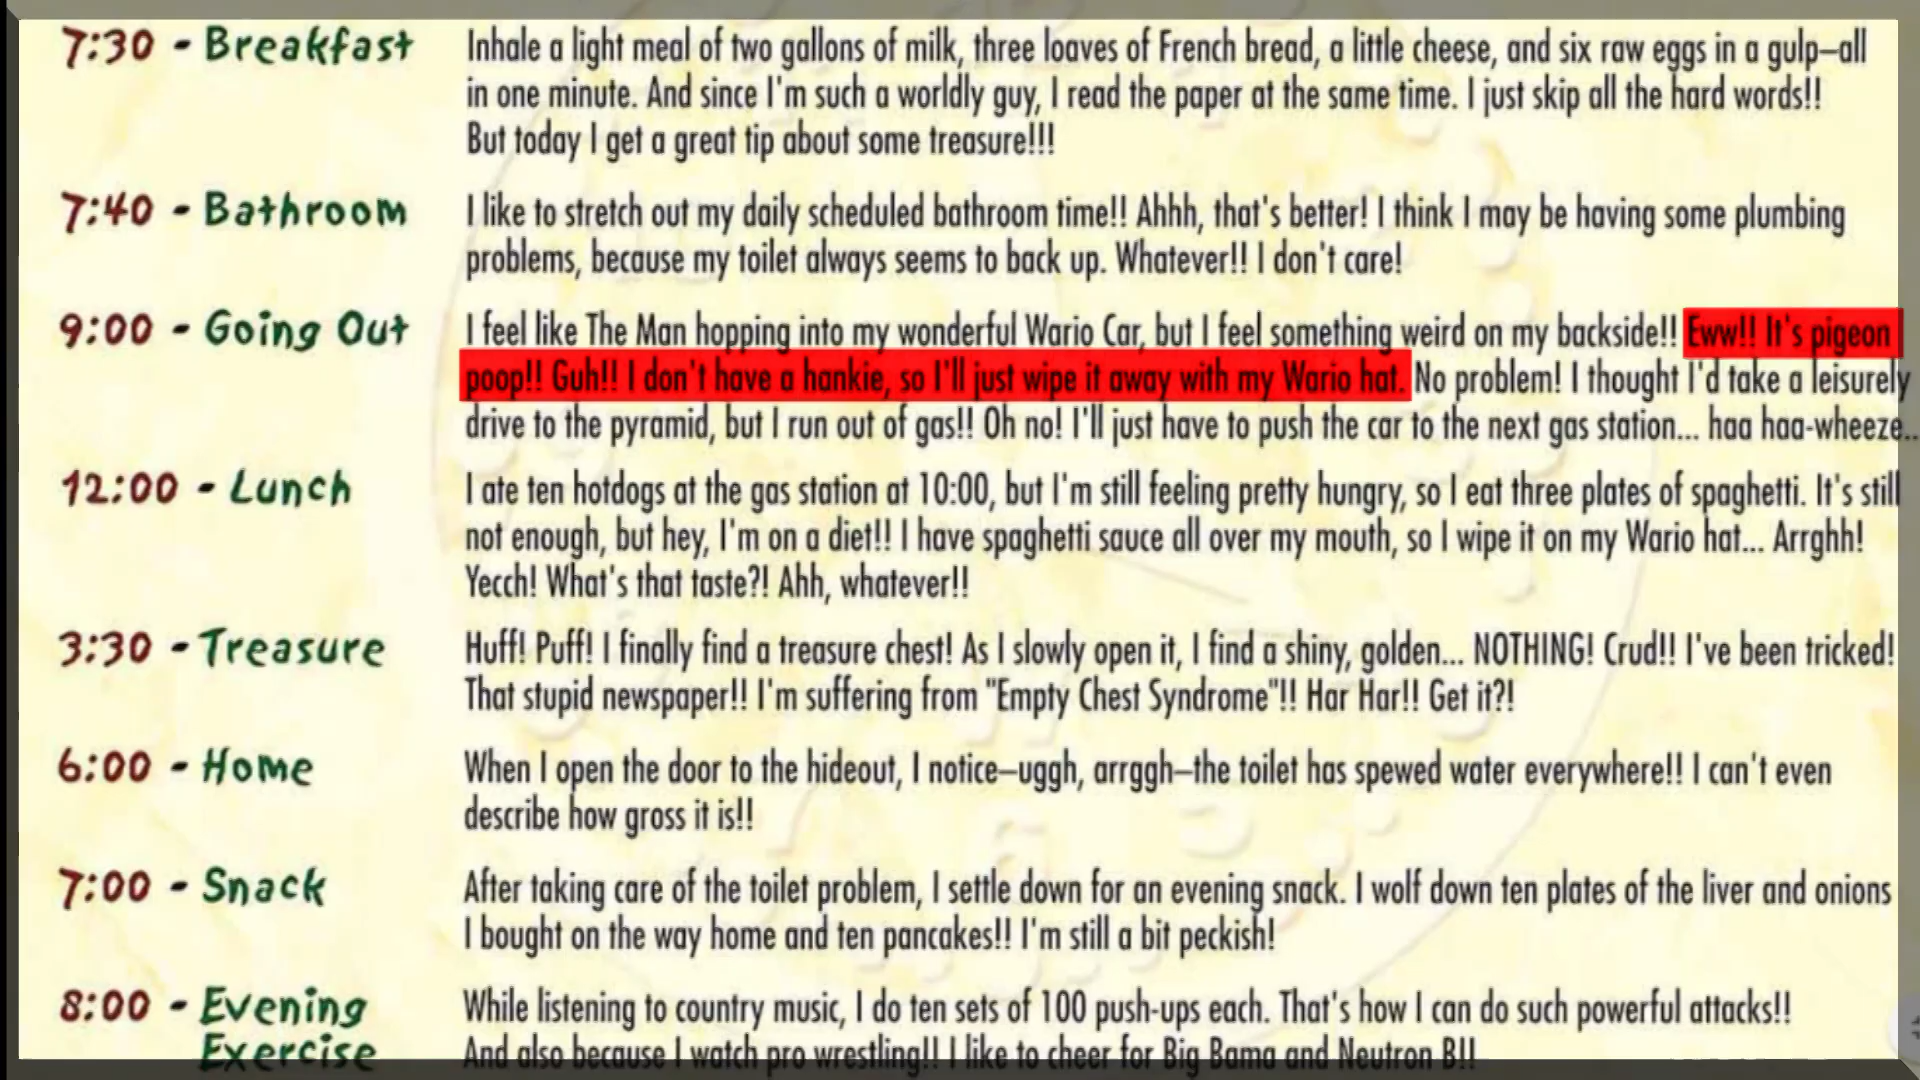 7:30 - Breakfast Inhale a light meal of two gallons of milk, three loaves of French bread, a little cheese, and six raw eggs in a gulp—all
in one minute. And since I'm such a worldly guy, I read the paper at the same time. I just skip all the hard words!!
But today I get a great tip about some treasure!!!
7:40 - Bathroom I like to stretch out my daily scheduled bathroom time!! Ahhh, that's better! I think I may be having some plumbing
problems, because my toilet always seems to back up. Whatever!! I don't care!
9:00 - Going Out I feel like The Man hopping into my wonderful Wario Car, but I feel something weird on my backside!! Eww!! It's pigeon
poop!! Guh!! I don't have a hankie, so I'll just wipe it away with my Wario hat. No problem! I thought I'd take a leisurely
drive to the pyramid, but I run out of gas!! Oh no! I'll just have to push the car to the next gas station... haa haa-wheeze...
12:00 - Lunch I ate ten hotdogs at the gas station at 10:00, but I'm still feeling pretty hungry, so I eat three plates of spaghetti. It's still
not enough, but hey, I'm on a diet!! I have spaghetti sauce all over my mouth, so I wipe it on my Wario hat... Arrghh!
Yecch! What's that taste?! Ahh, whatever!!
3:30 - Treasure Huff! Puff! I finally find a treasure chest! As I slowly open it, I find a shiny, golden... NOTHING! Crud!! I've been tricked!
That stupid newspaper!! I'm suffering from "Empty Chest Syndrome"!! Har Har!! Get it?!
6:00 - Home When I open the door to the hideout, I notice—uggh, arrggh—the toilet has spewed water everywhere!! I can't even
describe how gross it is!!
7:00 - Snack After taking care of the toilet problem, I settle down for an evening snack. I wolf down ten plates of the liver and onions
I bought on the way home and ten pancakes!! I'm still a bit peckish!
8:00 - Evening While listening to country music, I do ten sets of 100 push-ups each. That's how I can do such powerful attacks!!
Exercise And also because I watch pro wrestling!! I like to cheer for Big Bama and Neutron B!!